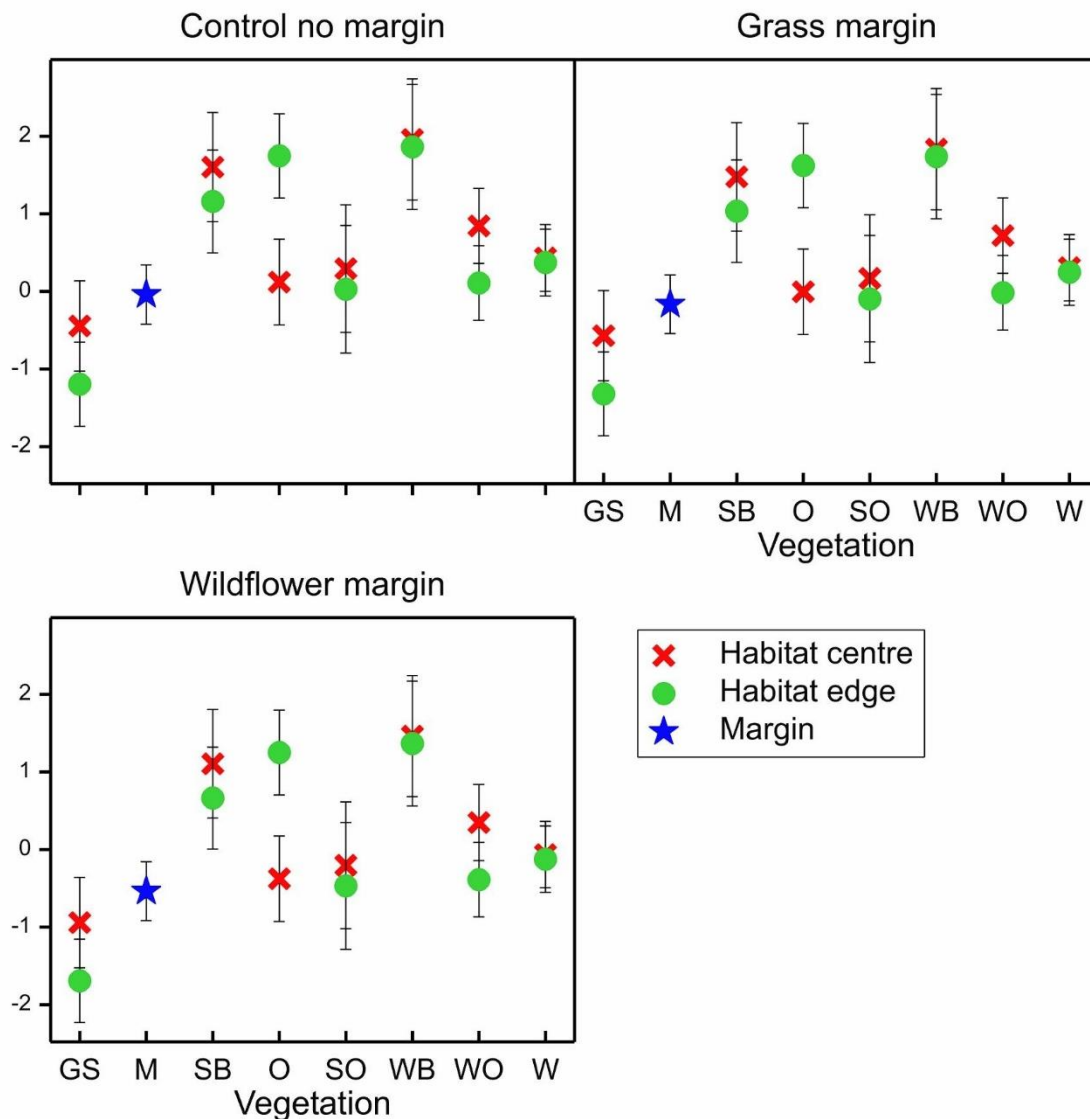 Control no margin
Grass margin
2
1
0
-1
-2
GS M SB O SO WB WO W
Vegetation
Wildflower margin
Habitat centre
Habitat edge
Margin
2
1
0
-1
-2
GS M SB O SO WB WO W
Vegetation